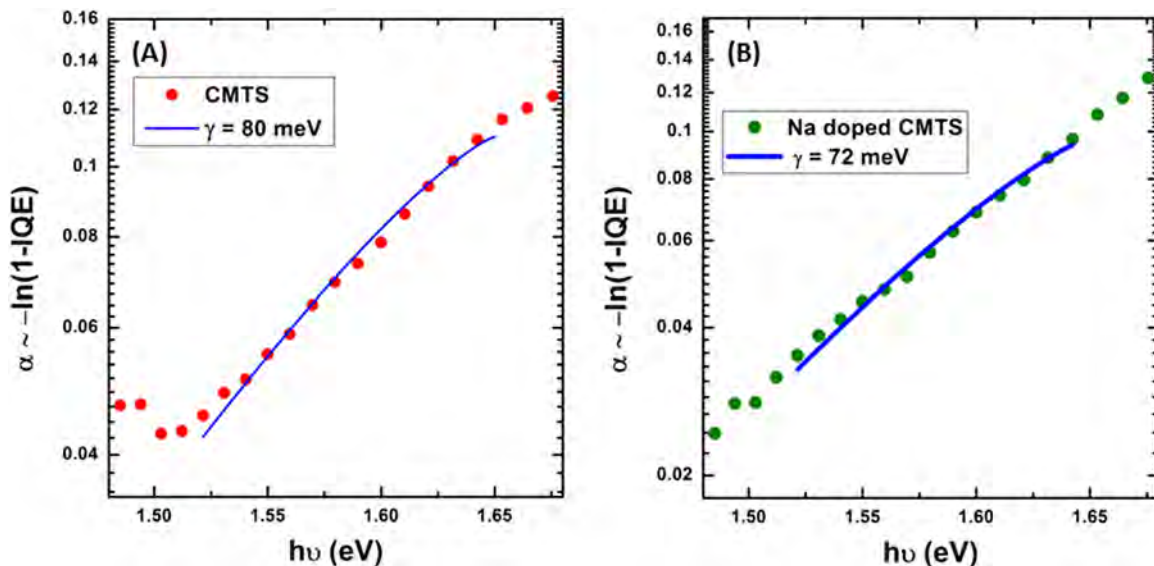 (A)
CMTS
γ = 80 meV
α ~ −ln(1-IQE)
0.16
0.14
0.12
0.1
0.08
0.06
0.04
1.50
1.55
1.60
1.65
hυ (eV)
(B)
Na doped CMTS
γ = 72 meV
α ~ −ln(1-IQE)
0.16
0.14
0.12
0.1
0.08
0.06
0.04
0.02
1.50
1.55
1.60
1.65
hυ (eV)